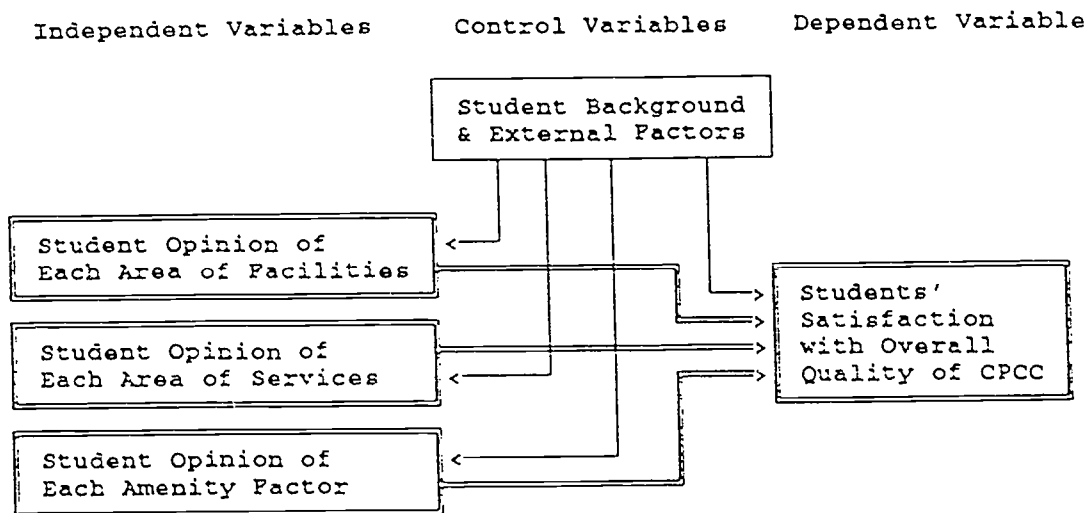 Independent Variables Control Variables Dependent Variable
Student Background
& External Factors
Student Opinion of
Each Area of Facilities
Student Opinion of
Each Area of Services
Student Opinion of
Each Amenity Factor
Students'
Satisfaction
with Overall
Quality of CPCC